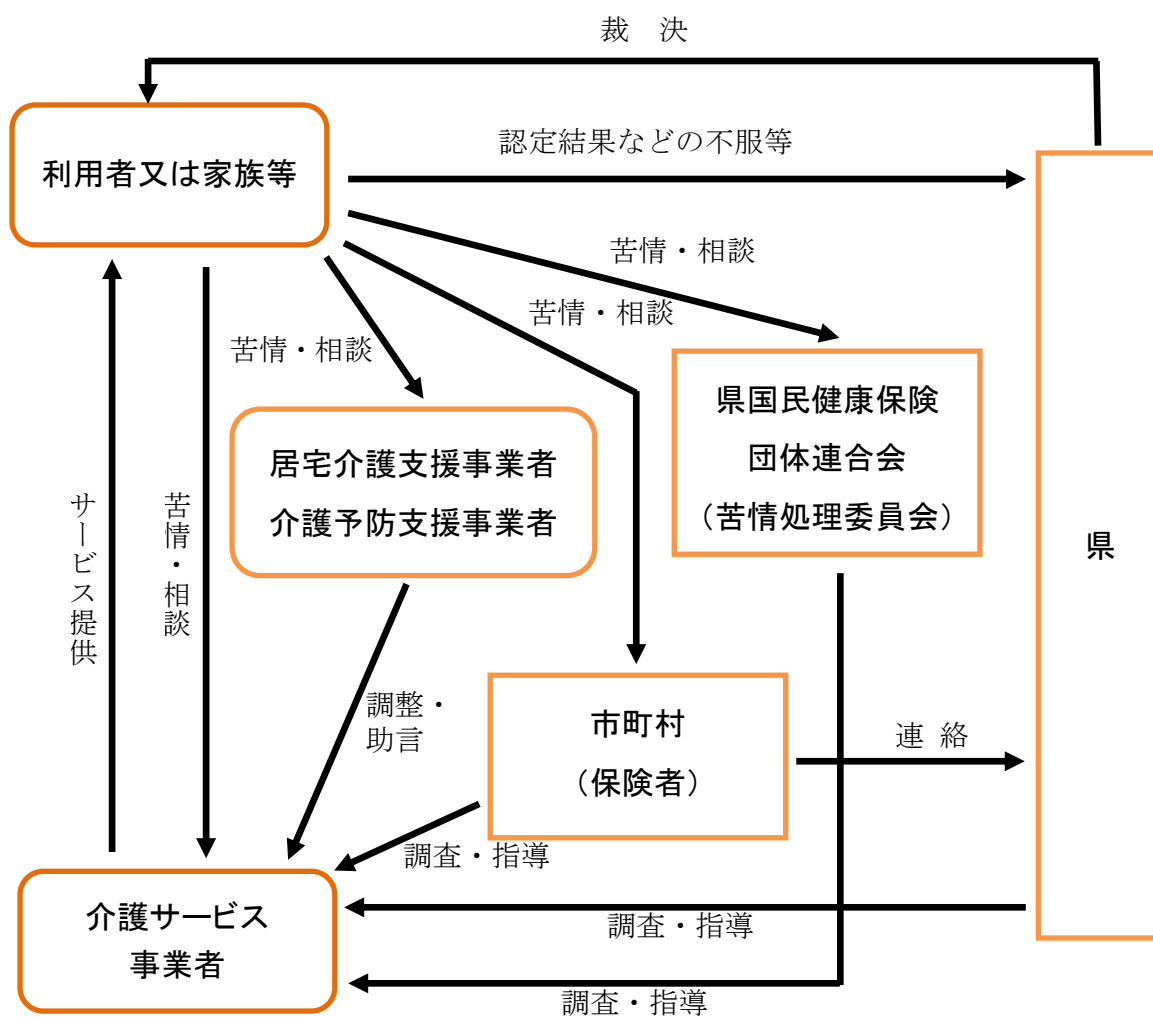 裁　決
認定結果などの不服等
利用者又は家族等
苦情・相談
苦情・相談
苦情・相談
県国民健康保険
団体連合会
（苦情処理委員会）
居宅介護支援事業者
介護予防支援事業者
サービス提供
苦情・相談
県
調整・
助言
市町村
（保険者）
連 絡
調査・指導
介護サービス
事業者
調査・指導
調査・指導